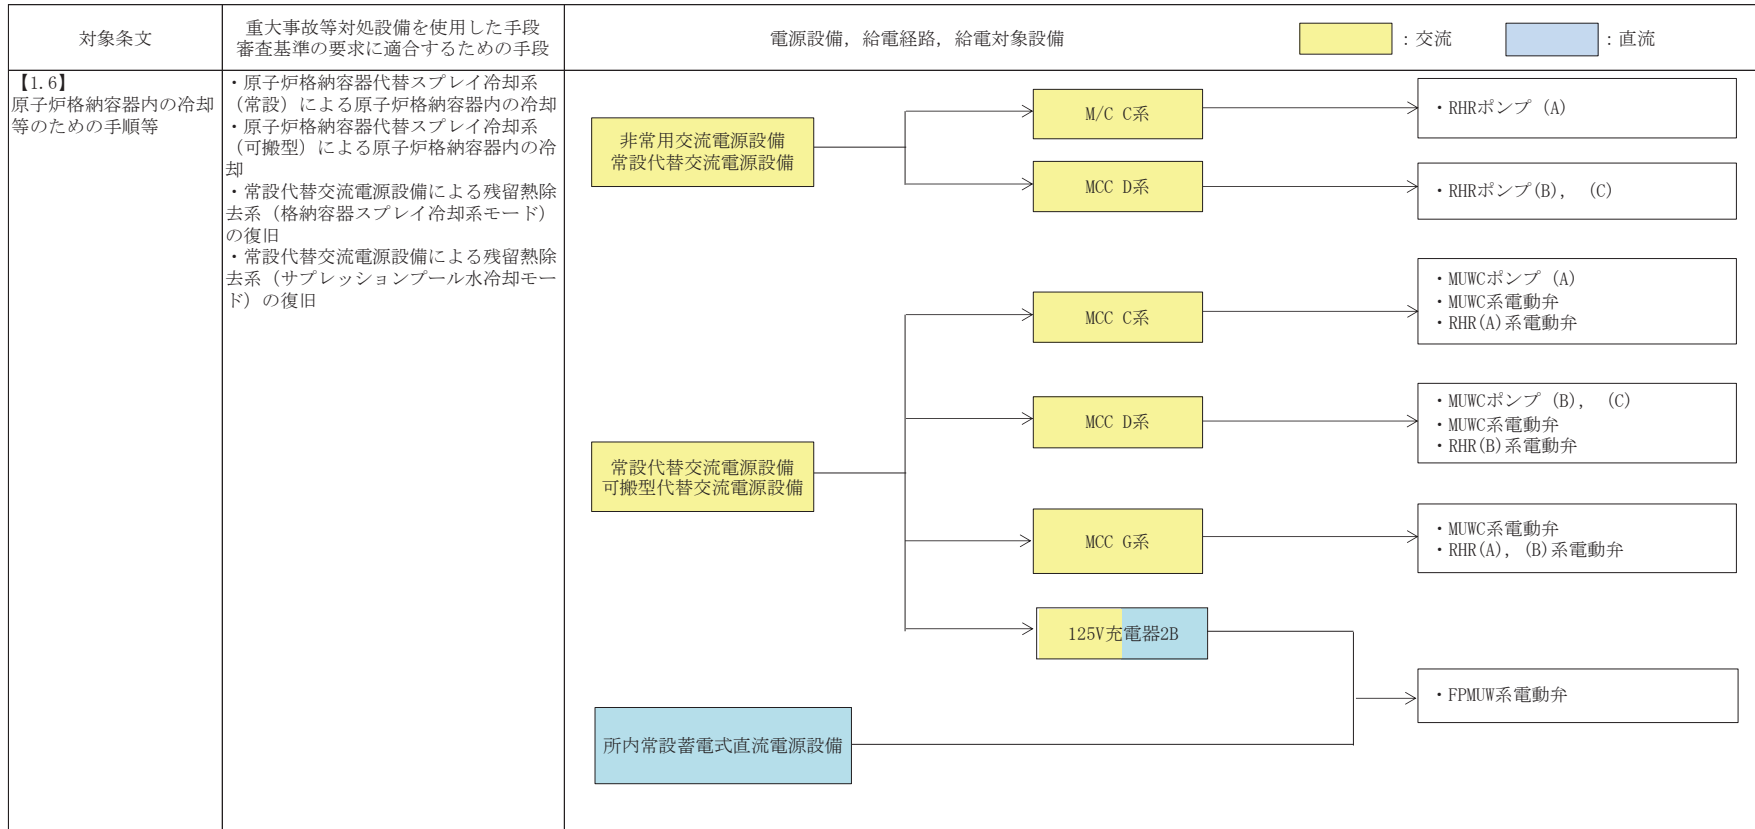 対象条文
重大事故等対処設備を使用した手段
審査基準の要求に適合するための手段
電源設備，給電経路，給電対象設備
：交流
：直流
【1.6】
原子炉格納容器内の冷却
等のための手順等
・原子炉格納容器代替スプレイ冷却系
（常設）による原子炉格納容器内の冷却
・原子炉格納容器代替スプレイ冷却系
（可搬型）による原子炉格納容器内の冷
却
・常設代替交流電源設備による残留熱除
去系（格納容器スプレイ冷却系モード）
の復旧
・常設代替交流電源設備による残留熱除
去系（サプレッションプール水冷却モー
ド）の復旧
非常用交流電源設備
常設代替交流電源設備
M/C C系
・RHRポンプ（A）
MCC D系
・RHRポンプ(B)，（C）
常設代替交流電源設備
可搬型代替交流電源設備
MCC C系
・MUWCポンプ（A）
・MUWC系電動弁
・RHR(A)系電動弁
MCC D系
・MUWCポンプ（B），（C）
・MUWC系電動弁
・RHR(B)系電動弁
MCC G系
・MUWC系電動弁
・RHR(A)，(B)系電動弁
125V充電器2B
・FPMUW系電動弁
所内常設蓄電式直流電源設備